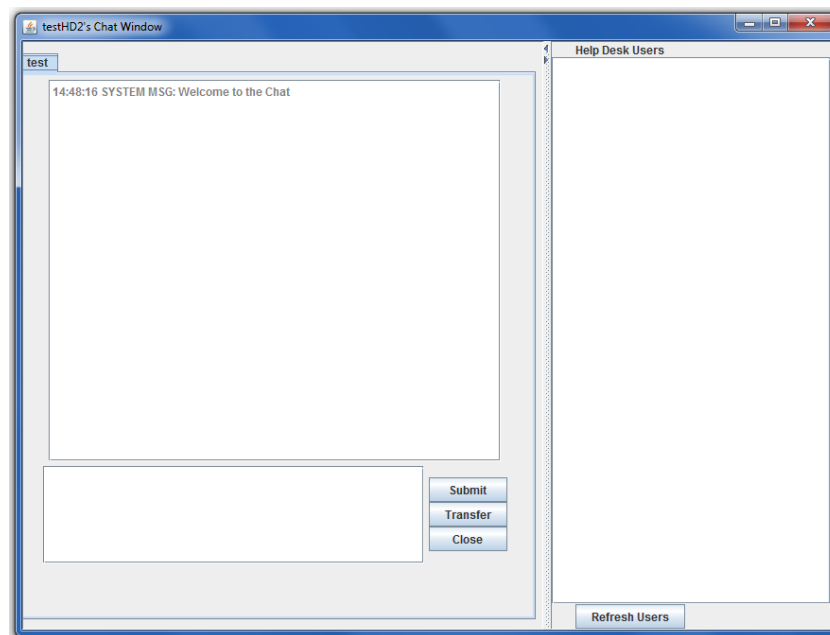 testHD2's Chat Window
test
14:48:16 SYSTEM MSG: Welcome to the Chat
Submit
Transfer
Close
Help Desk Users
Refresh Users